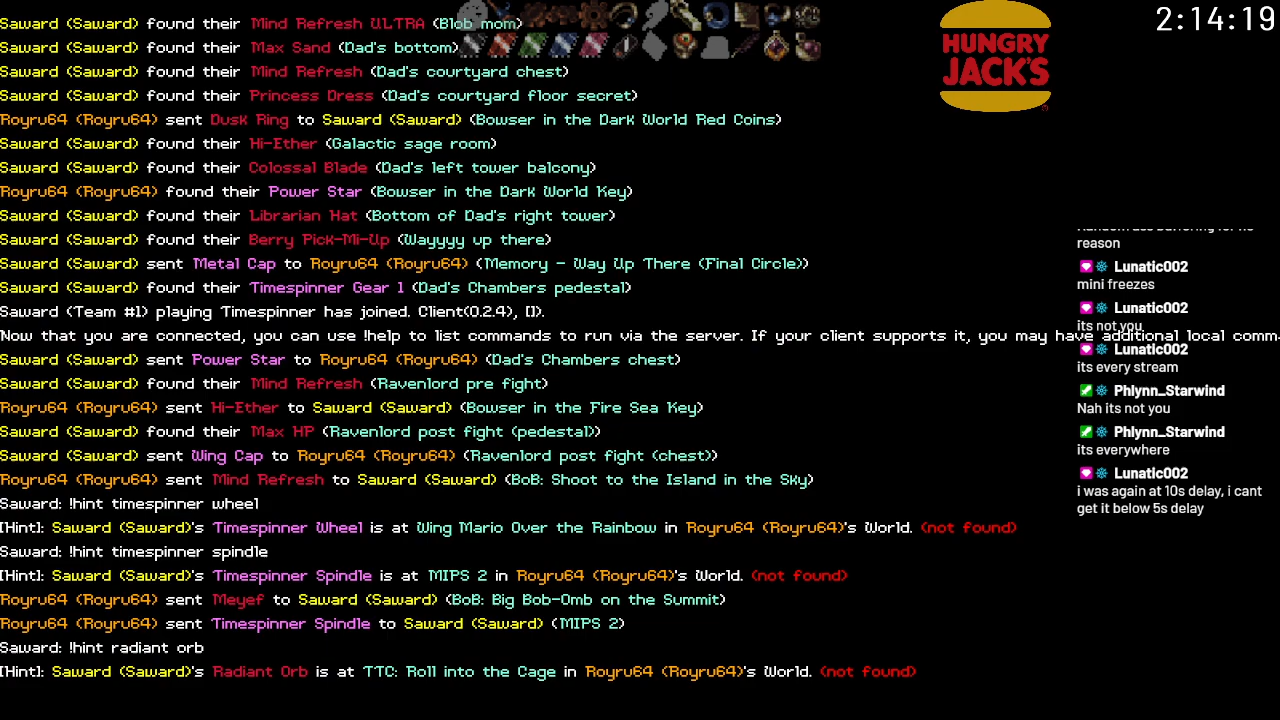 Saward (Saward) found their Mind Refresh ULTRA (Blob mom)
Saward (Saward) found their Max Sand (Dad's bottom)
Saward (Saward) found their Mind Refresh (Dad's courtyard chest)
Saward (Saward) found their Princess Dress (Dad's courtyard floor secret)
Royru64 (Royru64) sent Dusk Ring to Saward (Saward) (Bowser in the Dark World Red Coins)
Saward (Saward) found their Hi-Ether (Galactic sage room)
Saward (Saward) found their Colossal Blade (Dad's left tower balcony)
Royru64 (Royru64) found their Power Star (Bowser in the Dark World Key)
Saward (Saward) found their Librarian Hat (Bottom of Dad's right tower)
Saward (Saward) found their Berry Pick-Mi-Up (Wayyyy up there)
Saward (Saward) sent Metal Cap to Royru64 (Royru64) (Memory - Way Up There (Final Circle))
Saward (Saward) found their Timespinner Gear 1 (Dad's Chambers pedestal)
Saward (Team #1) playing Timespinner has joined. Client(0.2.4), []).
Now that you are connected, you can use !help to list commands to run via the server. If your client supports it, you may have additional local comm
Saward (Saward) sent Power Star to Royru64 (Royru64) (Dad's Chambers chest)
Saward (Saward) found their Mind Refresh (Ravenlord pre fight)
Royru64 (Royru64) sent Hi-Ether to Saward (Saward) (Bowser in the Fire Sea Key)
Saward (Saward) found their Max HP (Ravenlord post fight (pedestal))
Saward (Saward) sent Wing Cap to Royru64 (Royru64) (Ravenlord post fight (chest))
Royru64 (Royru64) sent Mind Refresh to Saward (Saward) (BoB: Shoot to the Island in the Sky)
Saward: !hint timespinner wheel
[Hint]: Saward (Saward)'s Timespinner Wheel is at Wing Mario Over the Rainbow in Royru64 (Royru64)'s World. (not found)
Saward: !hint timespinner spindle
[Hint]: Saward (Saward)'s Timespinner Spindle is at MIPS 2 in Royru64 (Royru64)'s World. (not found)
Royru64 (Royru64) sent Meyef to Saward (Saward) (BoB: Big Bob-Omb on the Summit)
Royru64 (Royru64) sent Timespinner Spindle to Saward (Saward) (MIPS 2)
Saward: !hint radiant orb
[Hint]: Saward (Saward)'s Radiant Orb is at TTC: Roll into the Cage in Royru64 (Royru64)'s World. (not found)
HUNGRY
JACK'S
2:14:19
reason
Lunatic002
mini freezes
Lunatic002
its not you
Lunatic002
its every stream
Phlynn_Starwind
Nah its not you
Phlynn_Starwind
its everywhere
Lunatic002
i was again at 10s delay, i cant
get it below 5s delay